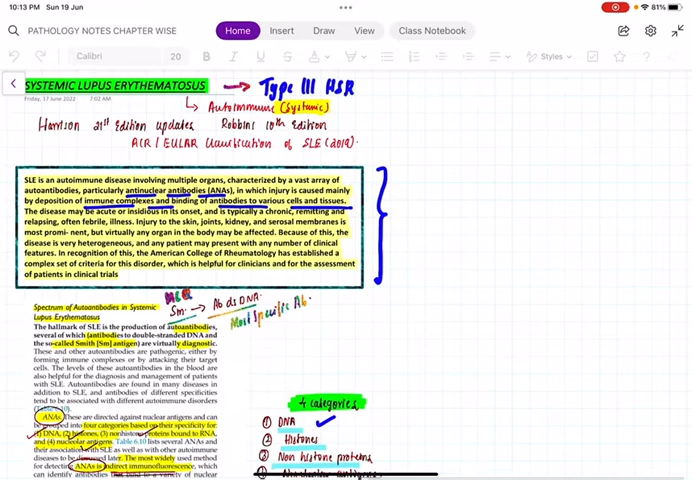 10:13 PM Sun 19 Jun
81%
PATHOLOGY NOTES CHAPTER WISE
Home Insert Draw View Class Notebook
Calibri 20 B I U Styles
SYSTEMIC LUPUS ERYTHEMATOSUS → Type III HSR
Friday, 17 June 2022 7:02 AM
Autoimmune (Systemic)
Harrison 21st Edition updates Robbins 10th Edition
ACR / EULAR Classification of SLE (2019).
SLE is an autoimmune disease involving multiple organs, characterized by a vast array of
autoantibodies, particularly antinuclear antibodies (ANAs), in which injury is caused mainly
by deposition of immune complexes and binding of antibodies to various cells and tissues.
The disease may be acute or insidious in its onset, and is typically a chronic, remitting and
relapsing, often febrile, illness. Injury to the skin, joints, kidney, and serosal membranes is
most promi- nent, but virtually any organ in the body may be affected. Because of this, the
disease is very heterogeneous, and any patient may present with any number of clinical
features. In recognition of this, the American College of Rheumatology has established a
complex set of criteria for this disorder, which is helpful for clinicians and for the assessment
of patients in clinical trials
Spectrum of Autoantibodies in Systemic
Lupus Erythematosus
Sm → Ab ds DNA.
Most Specific Ab.
The hallmark of SLE is the production of autoantibodies,
several of which (antibodies to double-stranded DNA and
the so-called Smith [Sm] antigen) are virtually diagnostic.
These and other autoantibodies are pathogenic, either by
forming immune complexes or by attacking their target
cells. The levels of these autoantibodies in the blood are
also helpful for the diagnosis and management of patients
with SLE. Autoantibodies are found in many diseases in
addition to SLE, and antibodies of different specificities
tend to be associated with different autoimmune disorders
(Table 6.10).
ANAs. These are directed against nuclear antigens and can
be grouped into four categories based on their specificity for:
(1) DNA, (2) histones, (3) nonhistone proteins bound to RNA,
and (4) nucleolar antigens. Table 6.10 lists several ANAs and
their association with SLE as well as with other autoimmune
diseases to be discussed later. The most widely used method
for detecting ANAs is indirect immunofluorescence, which
can identify antibodies that bind to a variety of nuclear
4 categories
① DNA
② Histones
③ Non histone proteins